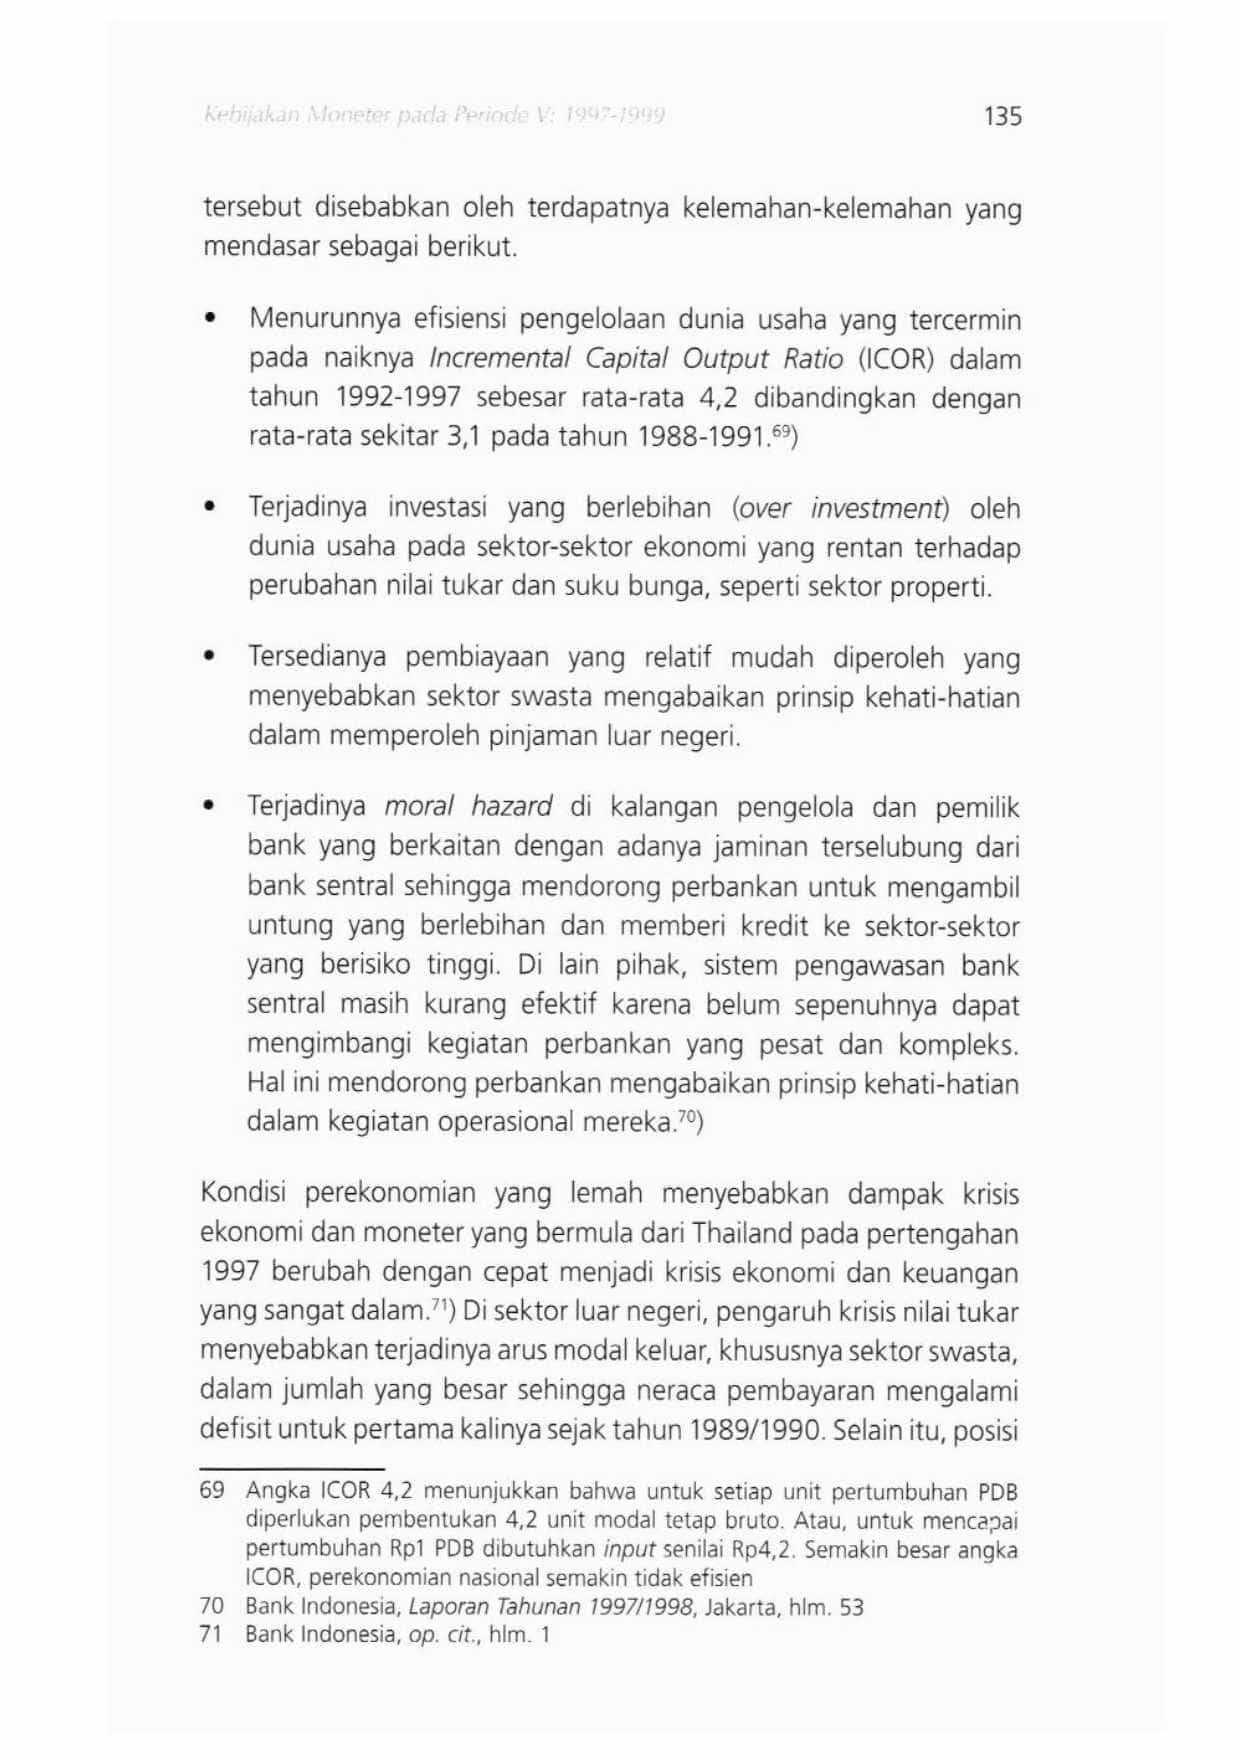 Kebijakan Moneter pada Periode V: 1997-1999 135
tersebut disebabkan oleh terdapatnya kelemahan-kelemahan yang
mendasar sebagai berikut.
• Menurunnya efisiensi pengelolaan dunia usaha yang tercermin
pada naiknya Incremental Capital Output Ratio (ICOR) dalam
tahun 1992-1997 sebesar rata-rata 4,2 dibandingkan dengan
rata-rata sekitar 3,1 pada tahun 1988-1991.⁶⁹)
• Terjadinya investasi yang berlebihan (over investment) oleh
dunia usaha pada sektor-sektor ekonomi yang rentan terhadap
perubahan nilai tukar dan suku bunga, seperti sektor properti.
• Tersedianya pembiayaan yang relatif mudah diperoleh yang
menyebabkan sektor swasta mengabaikan prinsip kehati-hatian
dalam memperoleh pinjaman luar negeri.
• Terjadinya moral hazard di kalangan pengelola dan pemilik
bank yang berkaitan dengan adanya jaminan terselubung dari
bank sentral sehingga mendorong perbankan untuk mengambil
untung yang berlebihan dan memberi kredit ke sektor-sektor
yang berisiko tinggi. Di lain pihak, sistem pengawasan bank
sentral masih kurang efektif karena belum sepenuhnya dapat
mengimbangi kegiatan perbankan yang pesat dan kompleks.
Hal ini mendorong perbankan mengabaikan prinsip kehati-hatian
dalam kegiatan operasional mereka.⁷⁰)
Kondisi perekonomian yang lemah menyebabkan dampak krisis
ekonomi dan moneter yang bermula dari Thailand pada pertengahan
1997 berubah dengan cepat menjadi krisis ekonomi dan keuangan
yang sangat dalam.⁷¹) Di sektor luar negeri, pengaruh krisis nilai tukar
menyebabkan terjadinya arus modal keluar, khususnya sektor swasta,
dalam jumlah yang besar sehingga neraca pembayaran mengalami
defisit untuk pertama kalinya sejak tahun 1989/1990. Selain itu, posisi
69 Angka ICOR 4,2 menunjukkan bahwa untuk setiap unit pertumbuhan PDB
diperlukan pembentukan 4,2 unit modal tetap bruto. Atau, untuk mencapai
pertumbuhan Rp1 PDB dibutuhkan input senilai Rp4,2. Semakin besar angka
ICOR, perekonomian nasional semakin tidak efisien
70 Bank Indonesia, Laporan Tahunan 1997/1998, Jakarta, hlm. 53
71 Bank Indonesia, op. cit., hlm. 1